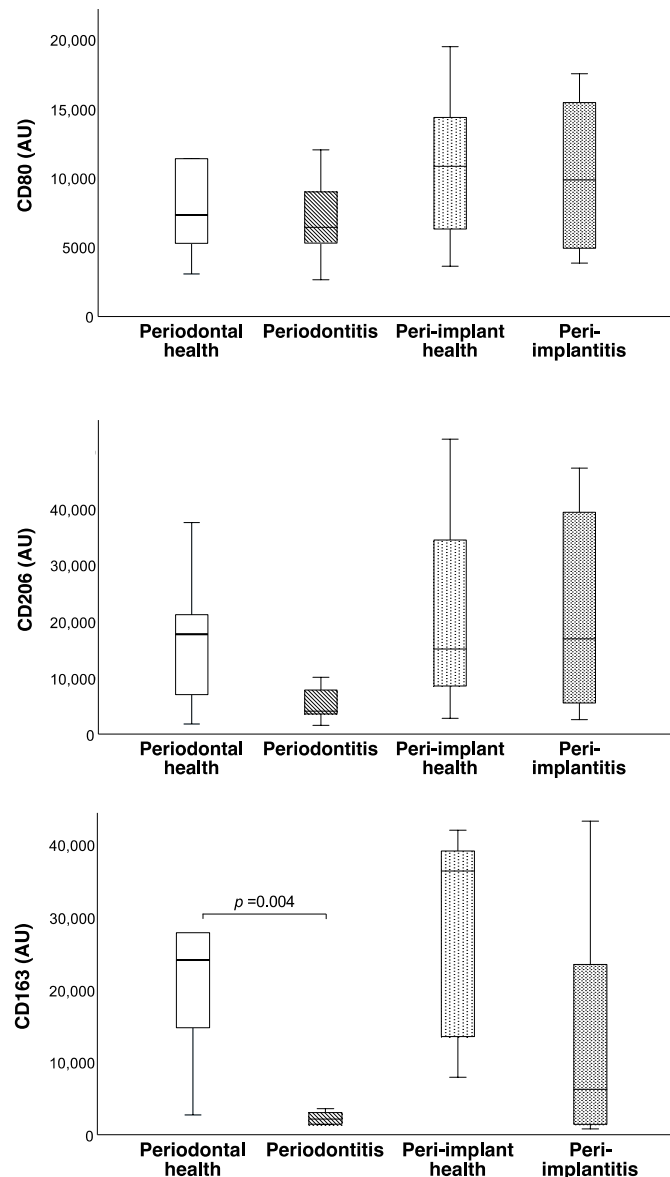 20,000
15,000
10,000
5000
0
CD80 (AU)
Periodontal health
Periodontitis
Peri-implant health
Peri-implantitis
40,000
30,000
20,000
10,000
0
CD206 (AU)
Periodontal health
Periodontitis
Peri-implant health
Peri-implantitis
40,000
30,000
20,000
10,000
0
CD163 (AU)
p =0.004
Periodontal health
Periodontitis
Peri-implant health
Peri-implantitis